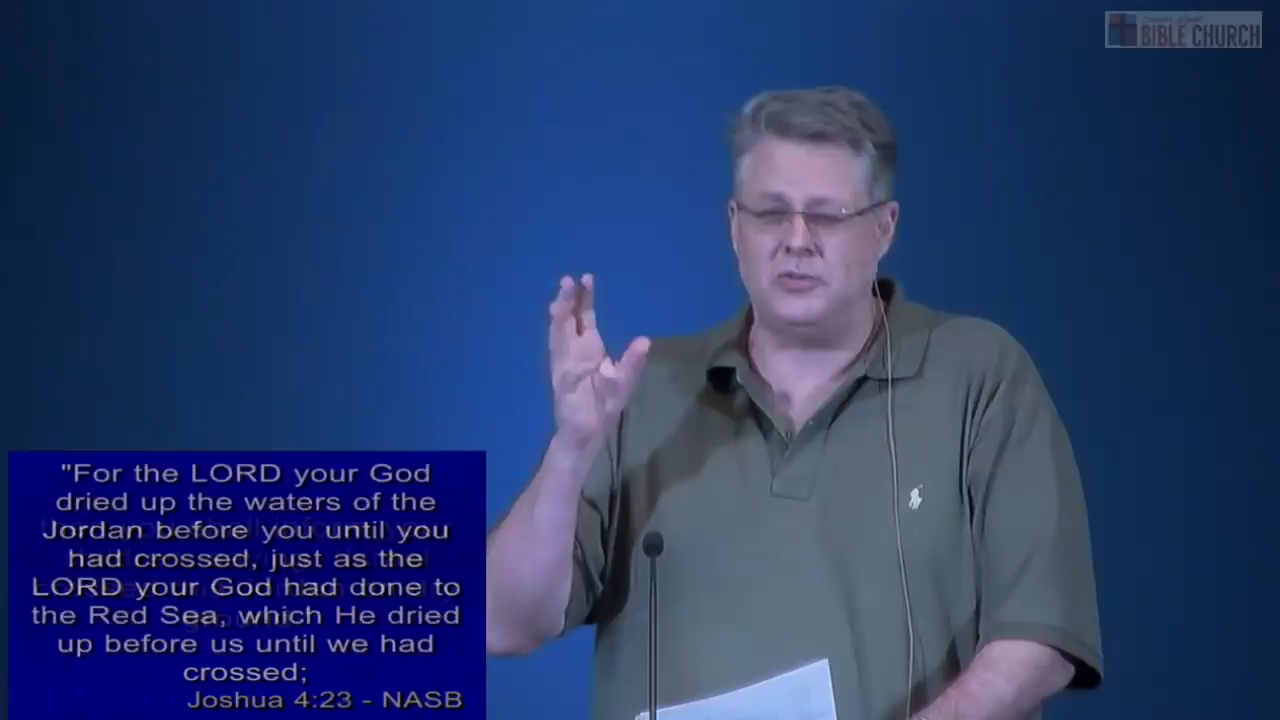 BIBLE CHURCH
"For the LORD your God
dried up the waters of the
Jordan before you until you
had crossed, just as the
LORD your God had done to
the Red Sea, which He dried
up before us until we had
crossed;
Joshua 4:23 - NASB